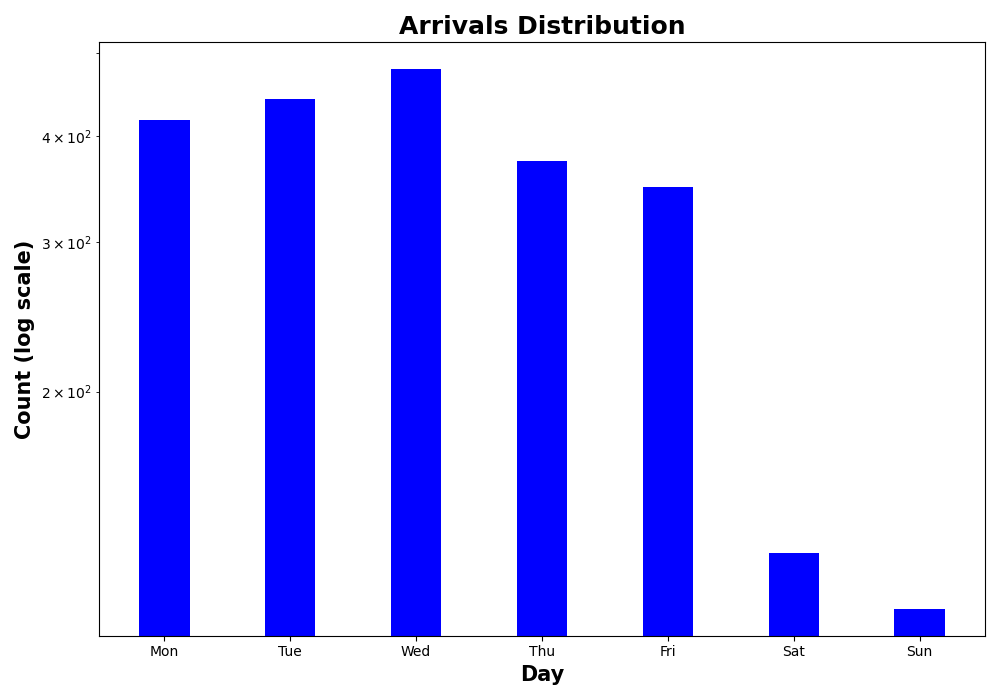 Arrivals Distribution
Count (log scale)
4 × 10²
3 × 10²
2 × 10²
Mon Tue Wed Thu Fri Sat Sun
Day